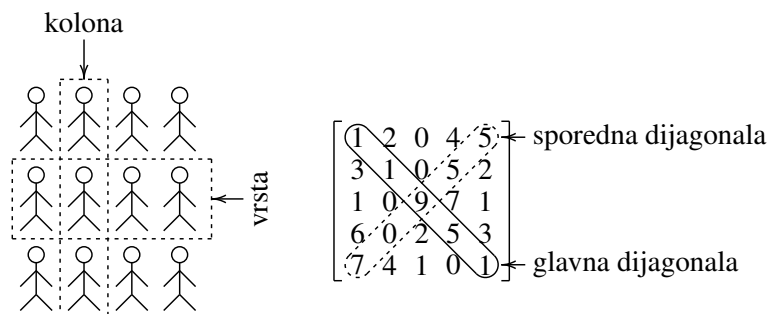 kolona
vrsta
1 2 0 4 5
3 1 0 5 2
1 0 9 7 1
6 0 2 5 3
7 4 1 0 1
sporedna dijagonala
glavna dijagonala